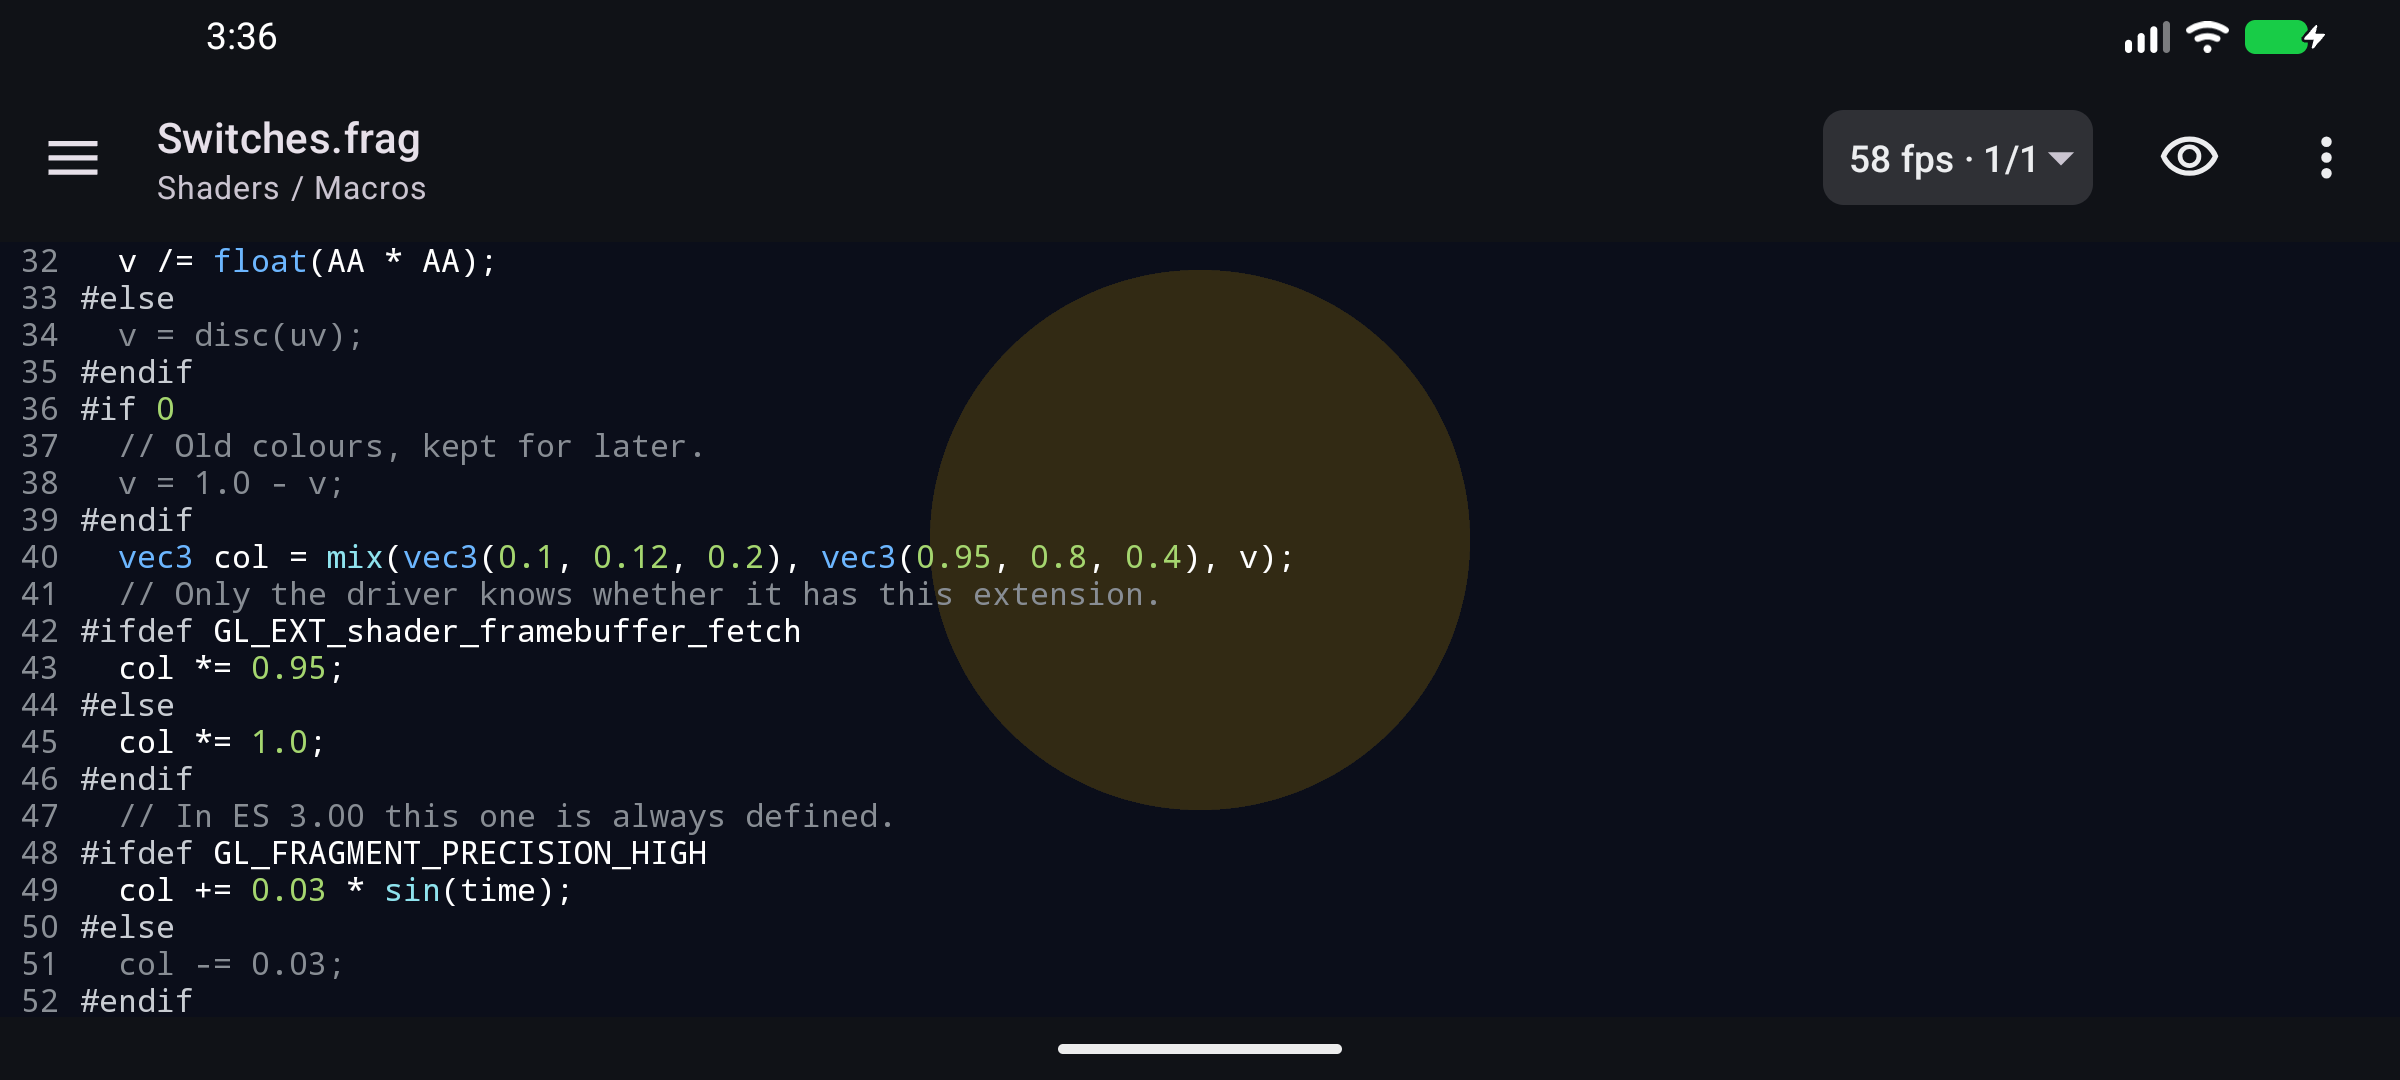 3:36
Switches.frag
Shaders / Macros
58 fps · 1/1
32   v /= float(AA * AA);
33 #else
34   v = disc(uv);
35 #endif
36 #if 0
37   // Old colours, kept for later.
38   v = 1.0 - v;
39 #endif
40   vec3 col = mix(vec3(0.1, 0.12, 0.2), vec3(0.95, 0.8, 0.4), v);
41   // Only the driver knows whether it has this extension.
42 #ifdef GL_EXT_shader_framebuffer_fetch
43   col *= 0.95;
44 #else
45   col *= 1.0;
46 #endif
47   // In ES 3.00 this one is always defined.
48 #ifdef GL_FRAGMENT_PRECISION_HIGH
49   col += 0.03 * sin(time);
50 #else
51   col -= 0.03;
52 #endif